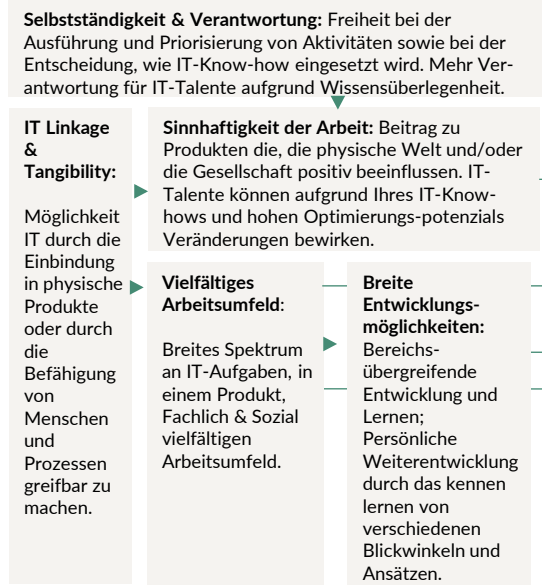 Selbstständigkeit & Verantwortung: Freiheit bei der
Ausführung und Priorisierung von Aktivitäten sowie bei der
Entscheidung, wie IT-Know-how eingesetzt wird. Mehr Ver-
antwortung für IT-Talente aufgrund Wissensüberlegenheit.
IT Linkage
&
Tangibility:
Möglichkeit
IT durch die
Einbindung
in physische
Produkte
oder durch
die
Befähigung
von
Menschen
und
Prozessen
greifbar zu
machen.
Sinnhaftigkeit der Arbeit: Beitrag zu
Produkten die, die physische Welt und/oder
die Gesellschaft positiv beeinflussen. IT-
Talente können aufgrund Ihres IT-Know-
hows und hohen Optimierungs-potenzials
Veränderungen bewirken.
Vielfältiges
Arbeitsumfeld:
Breites Spektrum
an IT-Aufgaben, in
einem Produkt,
Fachlich & Sozial
vielfältigen
Arbeitsumfeld.
Breite
Entwicklungs-
möglichkeiten:
Bereichs-
übergreifende
Entwicklung und
Lernen;
Persönliche
Weiterentwicklung
durch das kennen
lernen von
verschiedenen
Blickwinkeln und
Ansätzen.